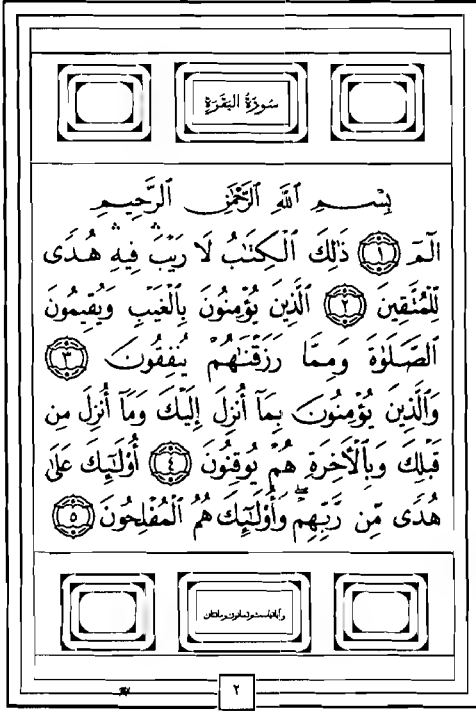 سُورَةُ البَقَرَةِ
بِسْمِ ٱللَّهِ ٱلرَّحْمَٰنِ ٱلرَّحِيمِ
الٓمٓ ١ ذَٰلِكَ ٱلْكِتَٰبُ لَا رَيْبَۛ فِيهِۛ هُدًى
لِّلْمُتَّقِينَ ٢ ٱلَّذِينَ يُؤْمِنُونَ بِٱلْغَيْبِ وَيُقِيمُونَ
ٱلصَّلَوٰةَ وَمِمَّا رَزَقْنَٰهُمْ يُنفِقُونَ ٣
وَٱلَّذِينَ يُؤْمِنُونَ بِمَآ أُنزِلَ إِلَيْكَ وَمَآ أُنزِلَ مِن
قَبْلِكَ وَبِٱلْءَاخِرَةِ هُمْ يُوقِنُونَ ٤ أُو۟لَٰٓئِكَ عَلَىٰ
هُدًى مِّن رَّبِّهِمْۖ وَأُو۟لَٰٓئِكَ هُمُ ٱلْمُفْلِحُونَ ٥
٢